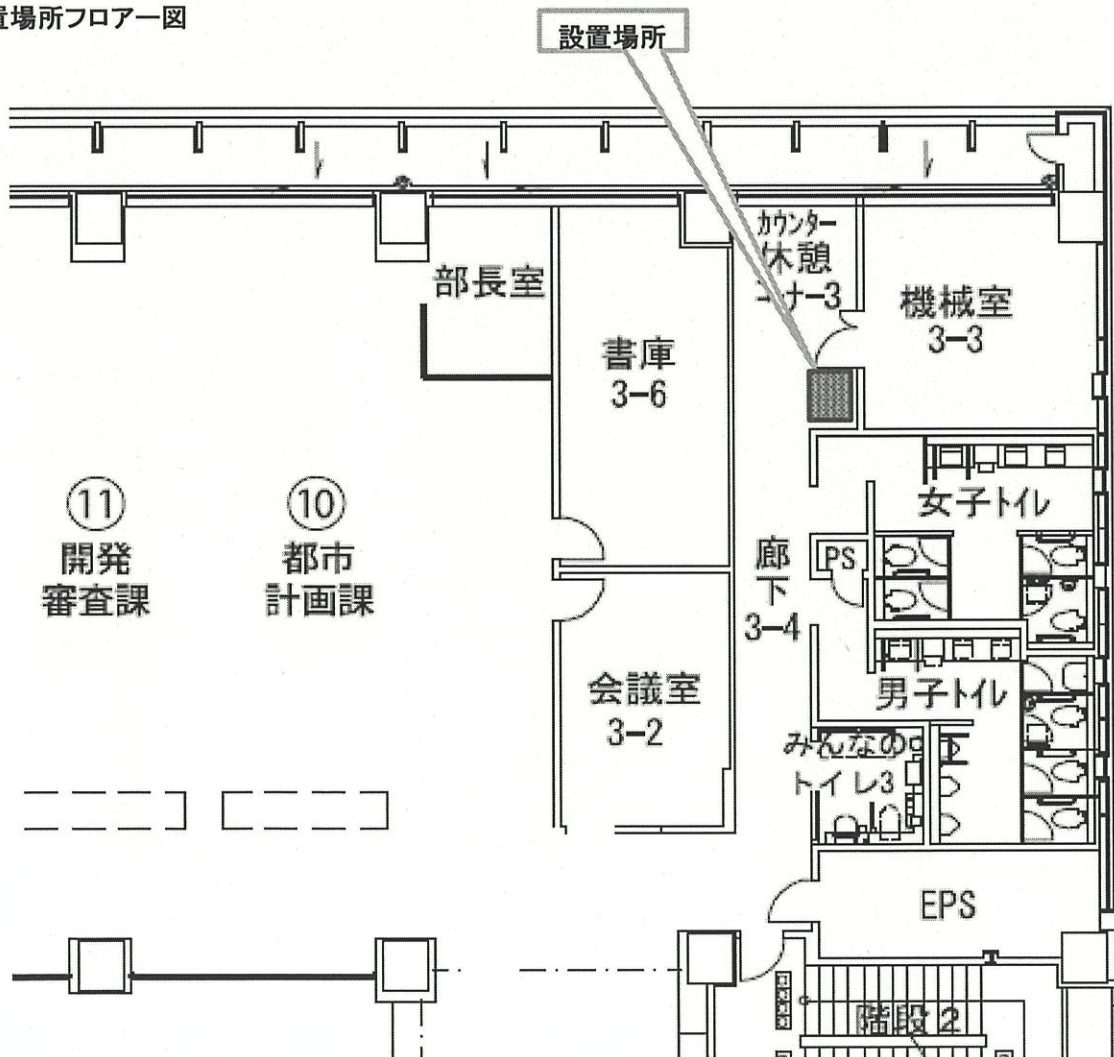 置場所フロアー図
設置場所
カウンター
休憩
ーナー3
部長室
機械室
3-3
書庫
3-6
⑪
開発
審査課
⑩
都市
計画課
女子トイレ
廊
下
3-4
PS
会議室
3-2
男子トイレ
みんなの
トイレ3
EPS
階段2